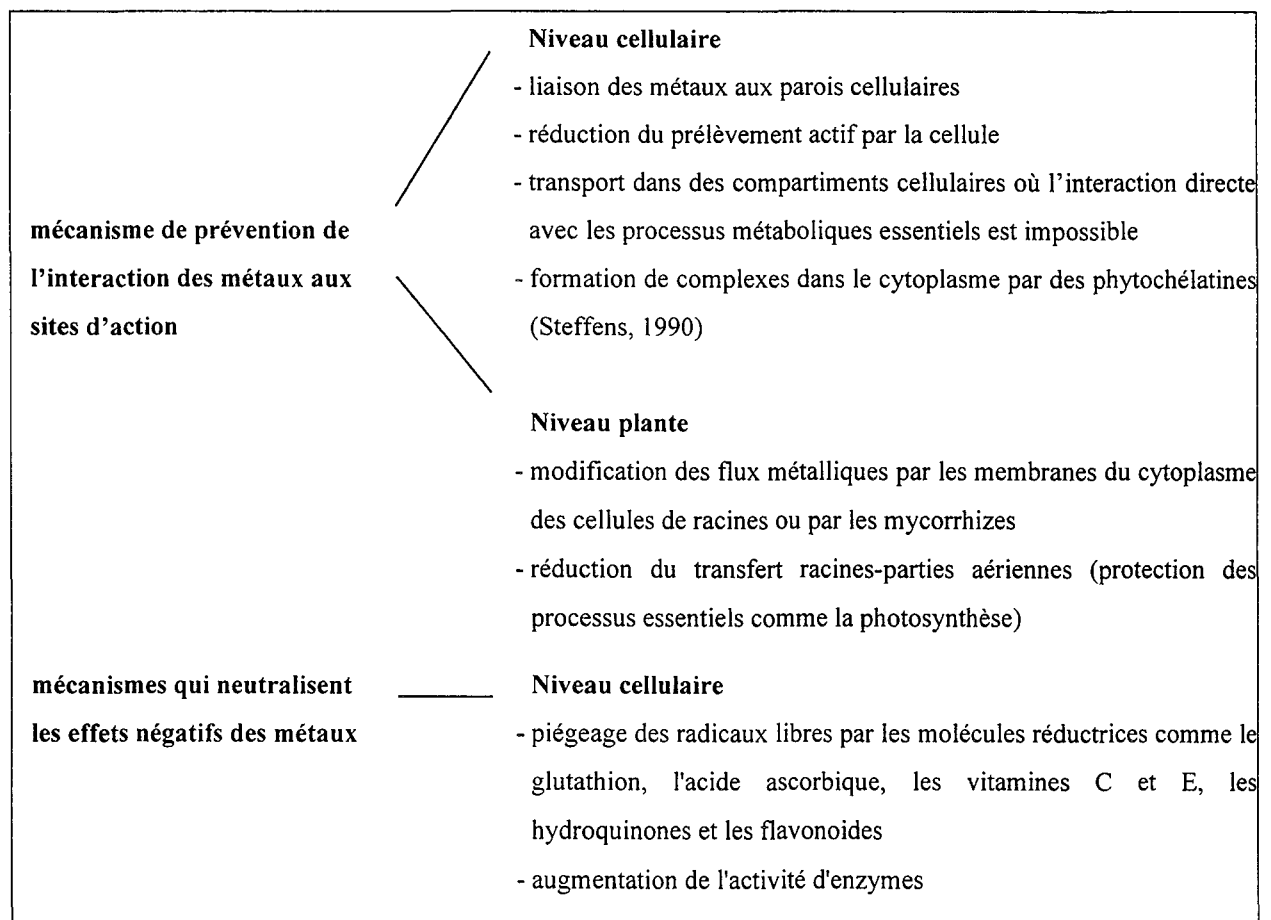 Niveau cellulaire
- liaison des métaux aux parois cellulaires
- réduction du prélèvement actif par la cellule
- transport dans des compartiments cellulaires où l'interaction directe
avec les processus métaboliques essentiels est impossible
- formation de complexes dans le cytoplasme par des phytochélatines
(Steffens, 1990)
mécanisme de prévention de
l'interaction des métaux aux
sites d'action
Niveau plante
- modification des flux métalliques par les membranes du cytoplasme
des cellules de racines ou par les mycorrhizes
- réduction du transfert racines-parties aériennes (protection des
processus essentiels comme la photosynthèse)
mécanismes qui neutralisent
les effets négatifs des métaux
Niveau cellulaire
- piégeage des radicaux libres par les molécules réductrices comme le
glutathion, l'acide ascorbique, les vitamines C et E, les
hydroquinones et les flavonoides
- augmentation de l'activité d'enzymes